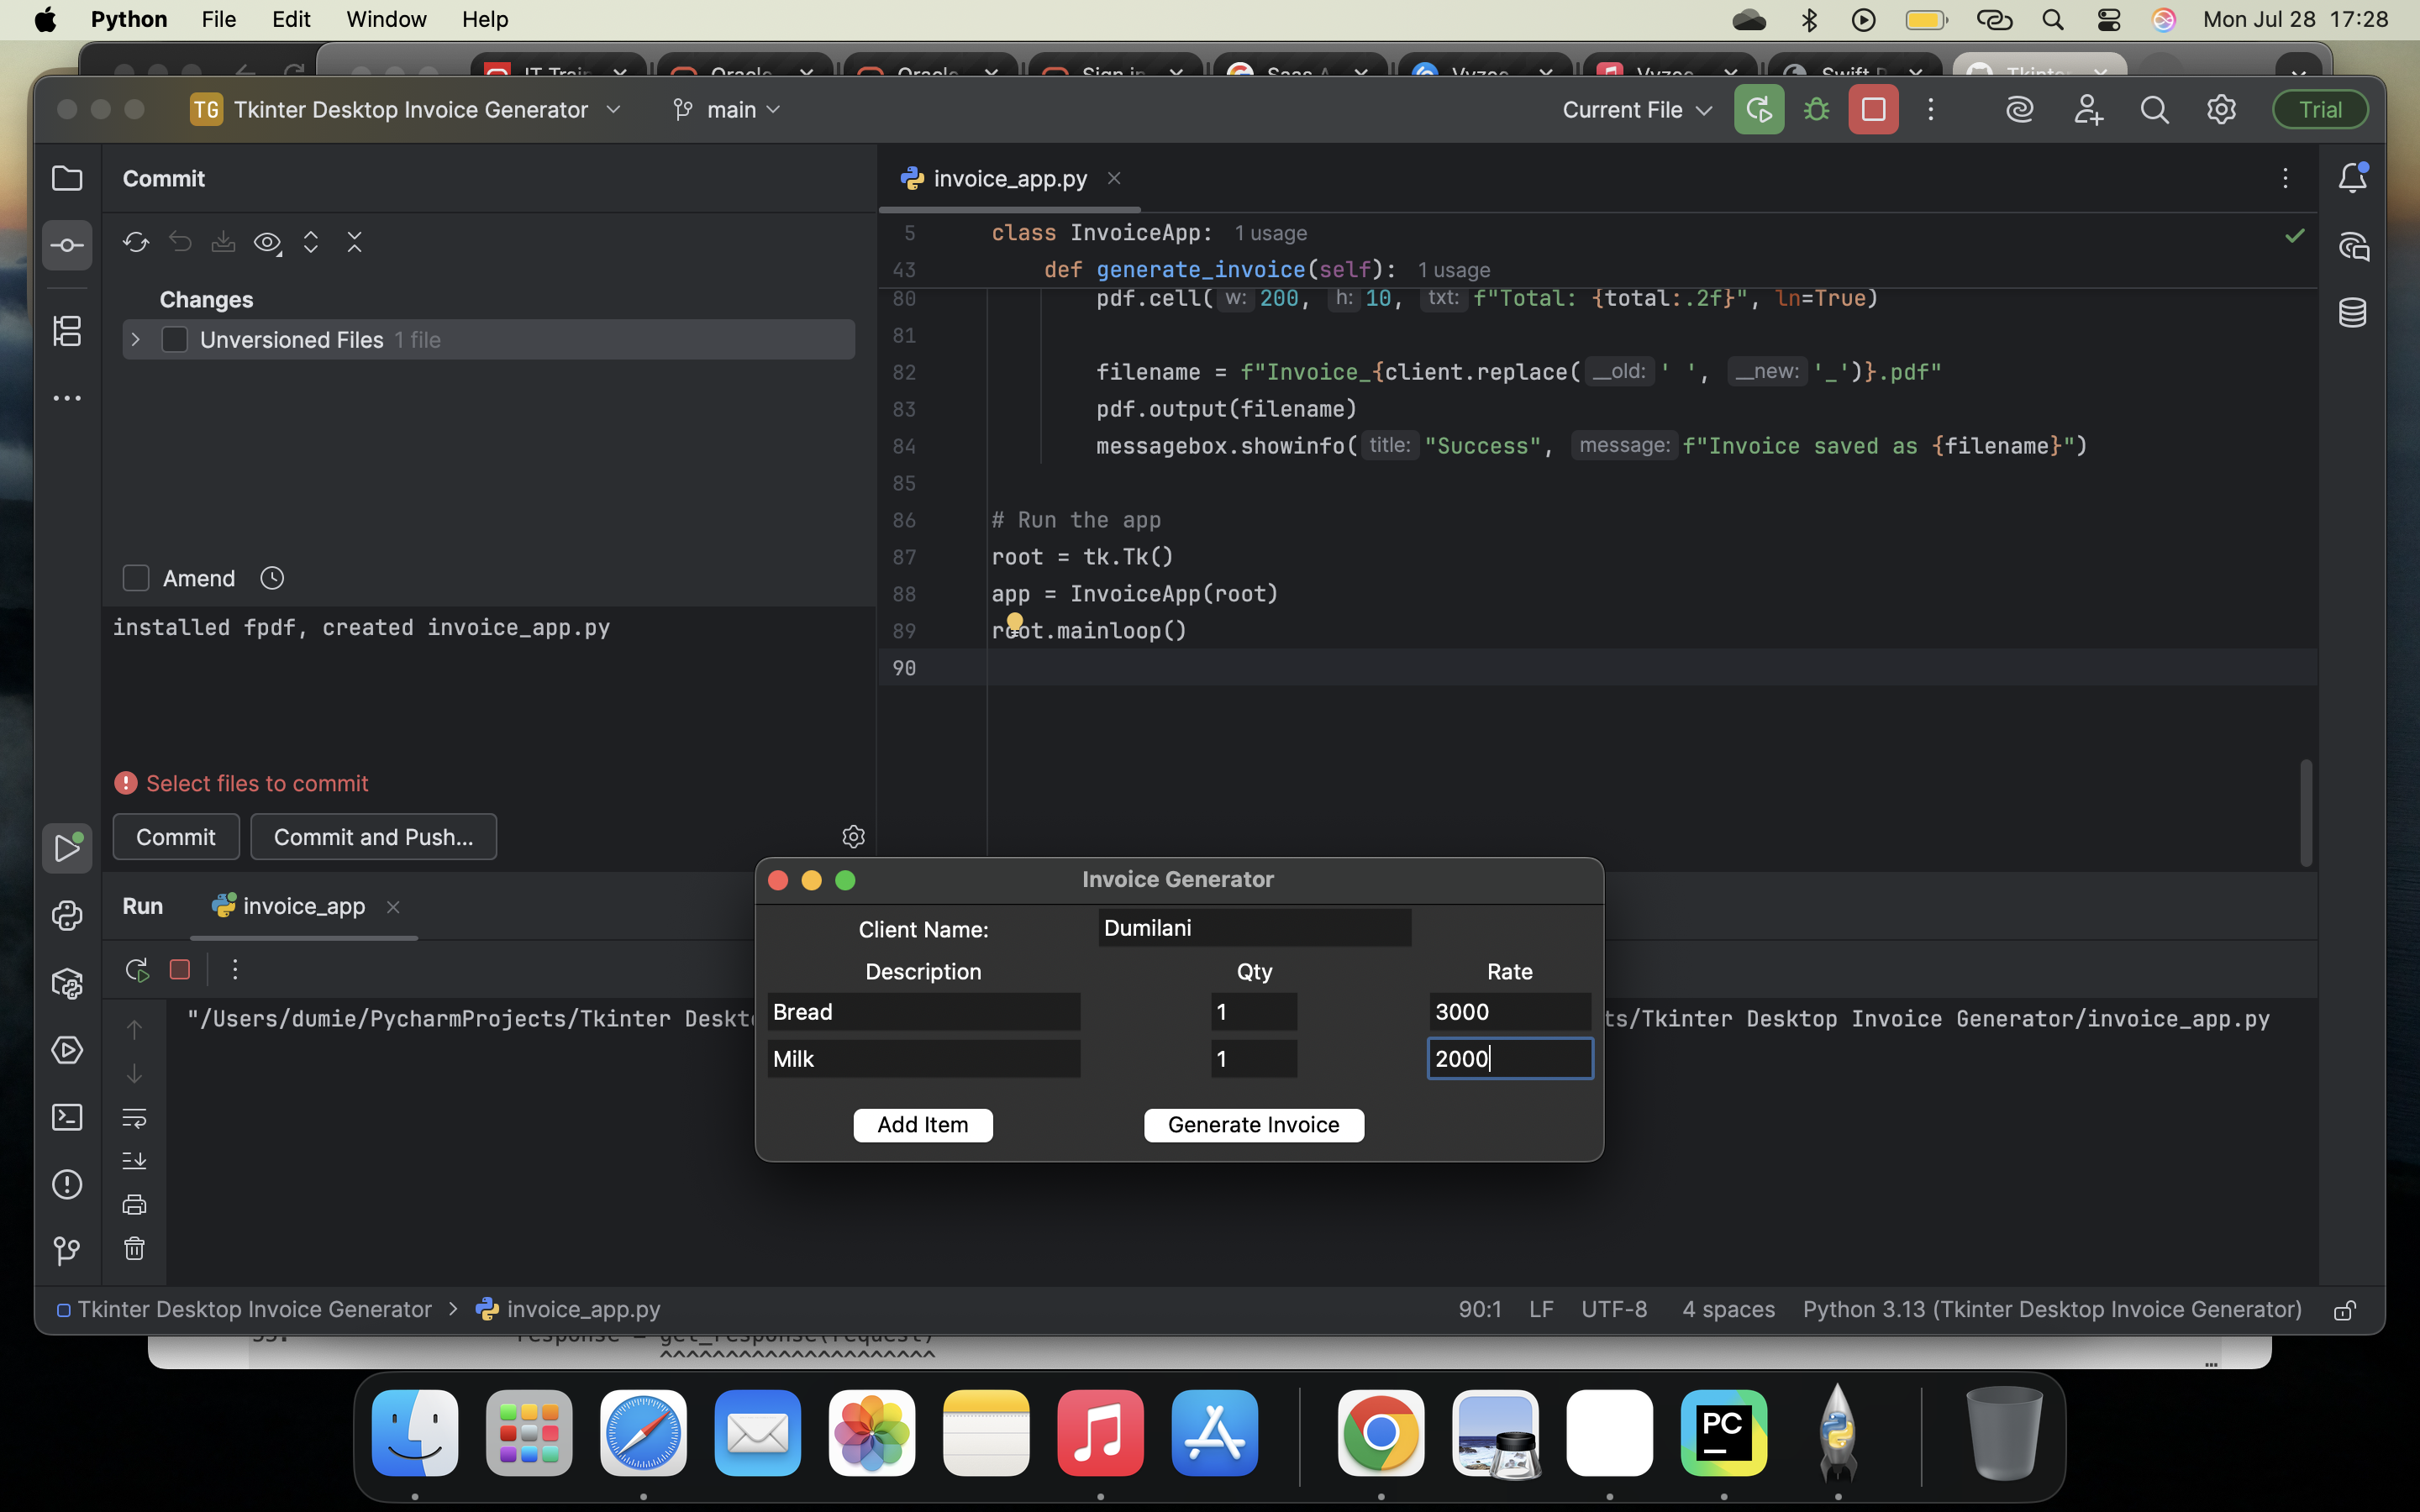 Python File Edit Window Help Mon Jul 28 17:28
TG Tkinter Desktop Invoice Generator main Current File Trial
Commit
invoice_app.py
Changes
Unversioned Files 1 file
5 class InvoiceApp: 1 usage
43 def generate_invoice(self): 1 usage
80 pdf.cell( w: 200, h: 10, txt: f"Total: {total:.2f}", ln=True)
81
82 filename = f"Invoice_{client.replace( __old: ' ', __new: '_')}.pdf"
83 pdf.output(filename)
84 messagebox.showinfo( title: "Success", message: f"Invoice saved as {filename}")
85
86 # Run the app
87 root = tk.Tk()
88 app = InvoiceApp(root)
89 root.mainloop()
90
Amend
installed fpdf, created invoice_app.py
Select files to commit
Commit Commit and Push...
Run invoice_app
"/Users/dumie/PycharmProjects/Tkinter ts/Tkinter Desktop Invoice Generator/invoice_app.py
Invoice Generator
Client Name: Dumilani
Description Qty Rate
Bread 1 3000
Milk 1 2000
Add Item Generate Invoice
Tkinter Desktop Invoice Generator > invoice_app.py 90:1 LF UTF-8 4 spaces Python 3.13 (Tkinter Desktop Invoice Generator)
response = get_response(request)
^^^^^^^^^^^^^^^^^^^^^
PC